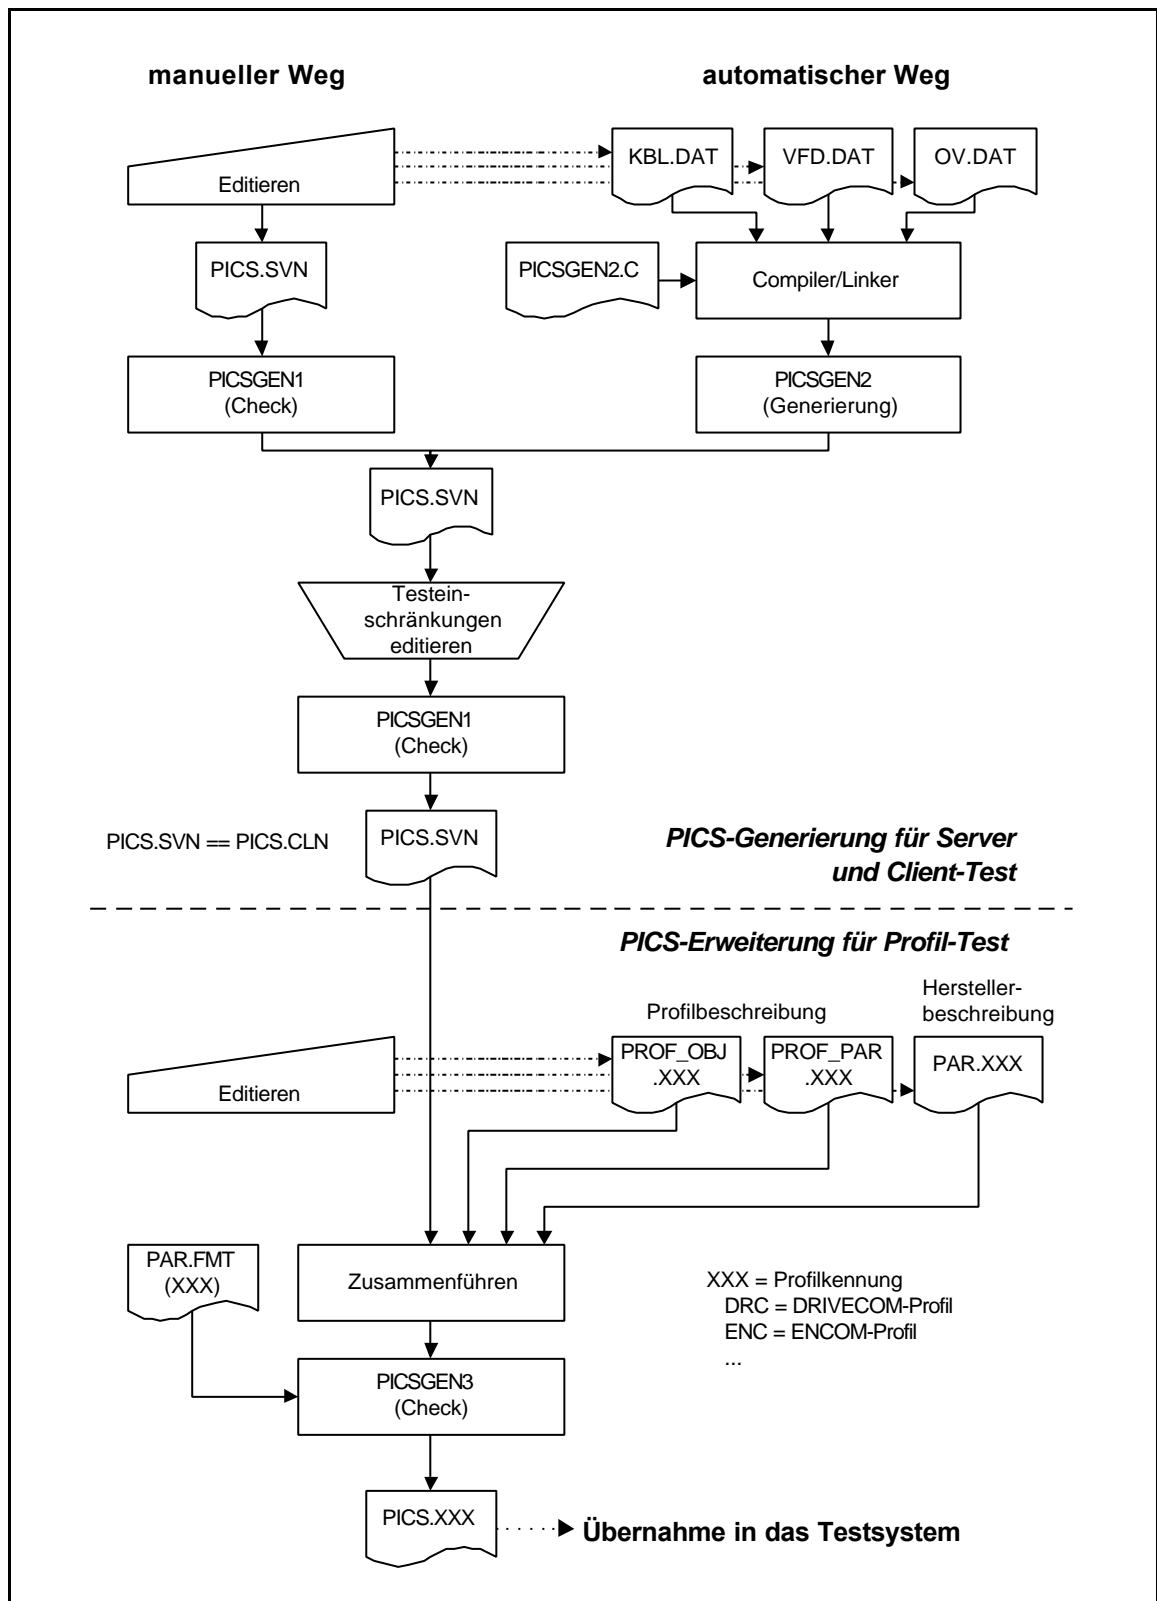 manueller Weg
automatischer Weg
Editieren
KBL.DAT
VFD.DAT
OV.DAT
PICS.SVN
PICSGEN2.C
Compiler/Linker
PICSGEN1
(Check)
PICSGEN2
(Generierung)
PICS.SVN
Testein-
schränkungen
editieren
PICSGEN1
(Check)
PICS.SVN == PICS.CLN
PICS.SVN
PICS-Generierung für Server
und Client-Test
PICS-Erweiterung für Profil-Test
Profilbeschreibung
Hersteller-
beschreibung
Editieren
PROF_OBJ
.XXX
PROF_PAR
.XXX
PAR.XXX
PAR.FMT
(XXX)
Zusammenführen
XXX = Profilkennung
DRC = DRIVECOM-Profil
ENC = ENCOM-Profil
...
PICSGEN3
(Check)
PICS.XXX
Übernahme in das Testsystem